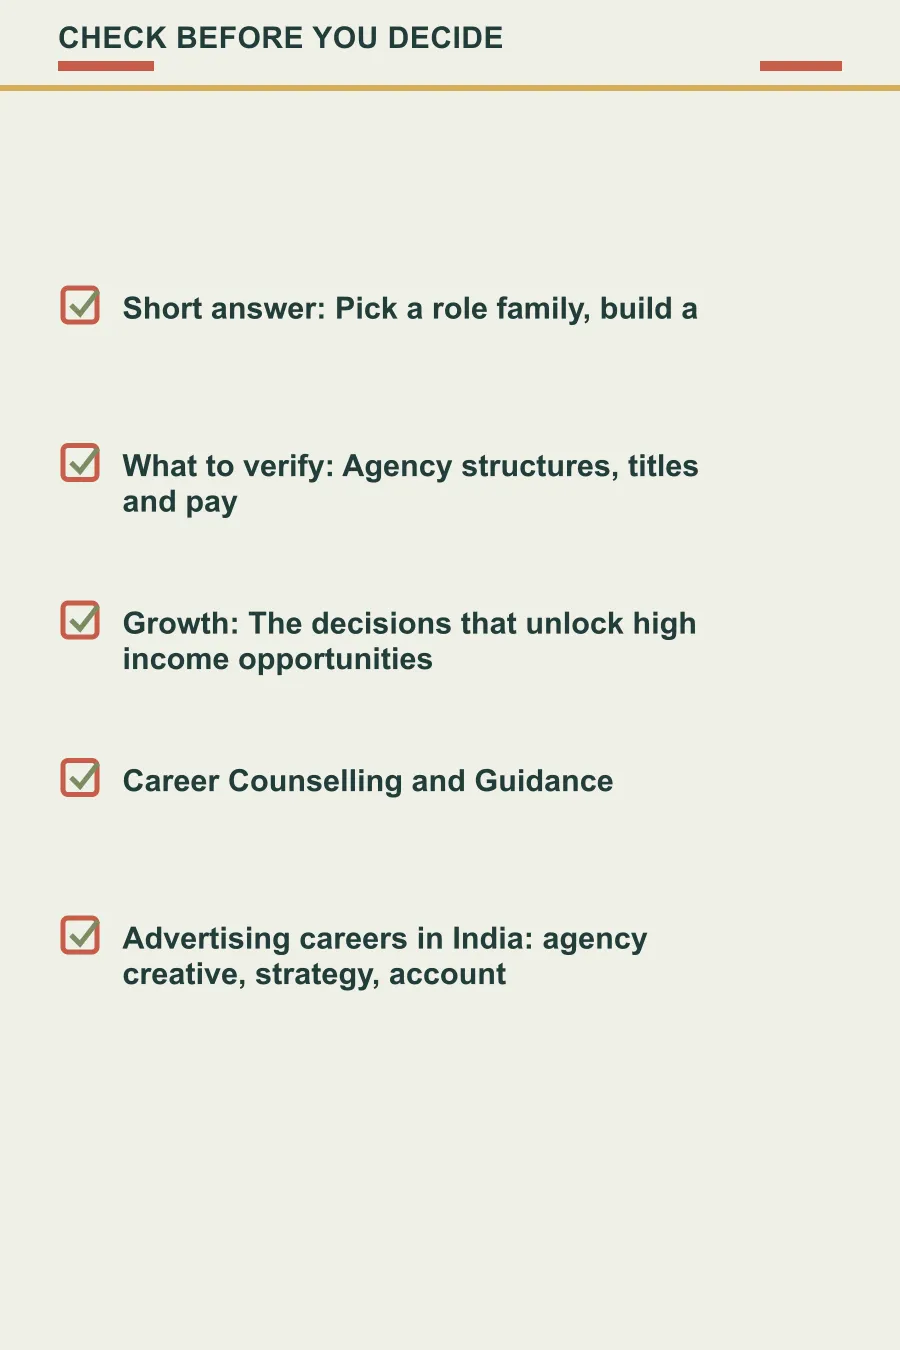 CHECK BEFORE YOU DECIDE
Short answer: Pick a role family, build a
What to verify: Agency structures, titles
and pay
Growth: The decisions that unlock high
income opportunities
Career Counselling and Guidance
Advertising careers in India: agency
creative, strategy, account